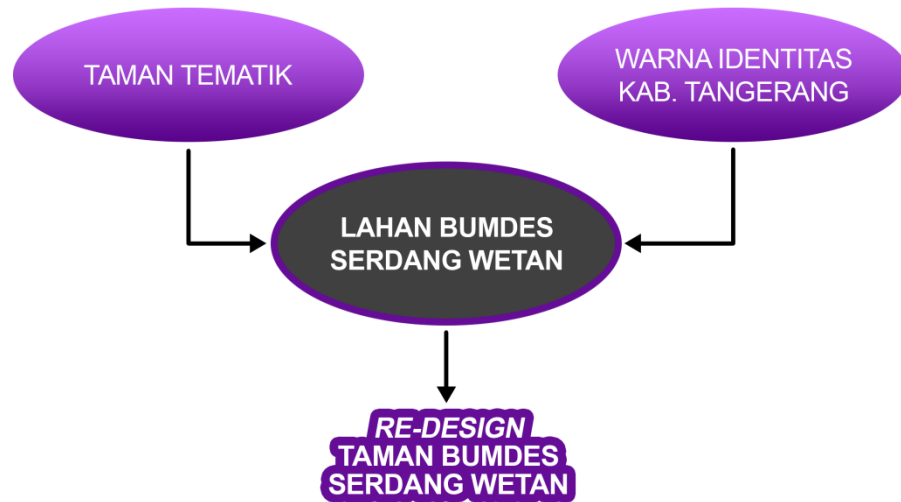 TAMAN TEMATIK
WARNA IDENTITAS
KAB. TANGERANG
LAHAN BUMDES
SERDANG WETAN
RE-DESIGN
TAMAN BUMDES
SERDANG WETAN